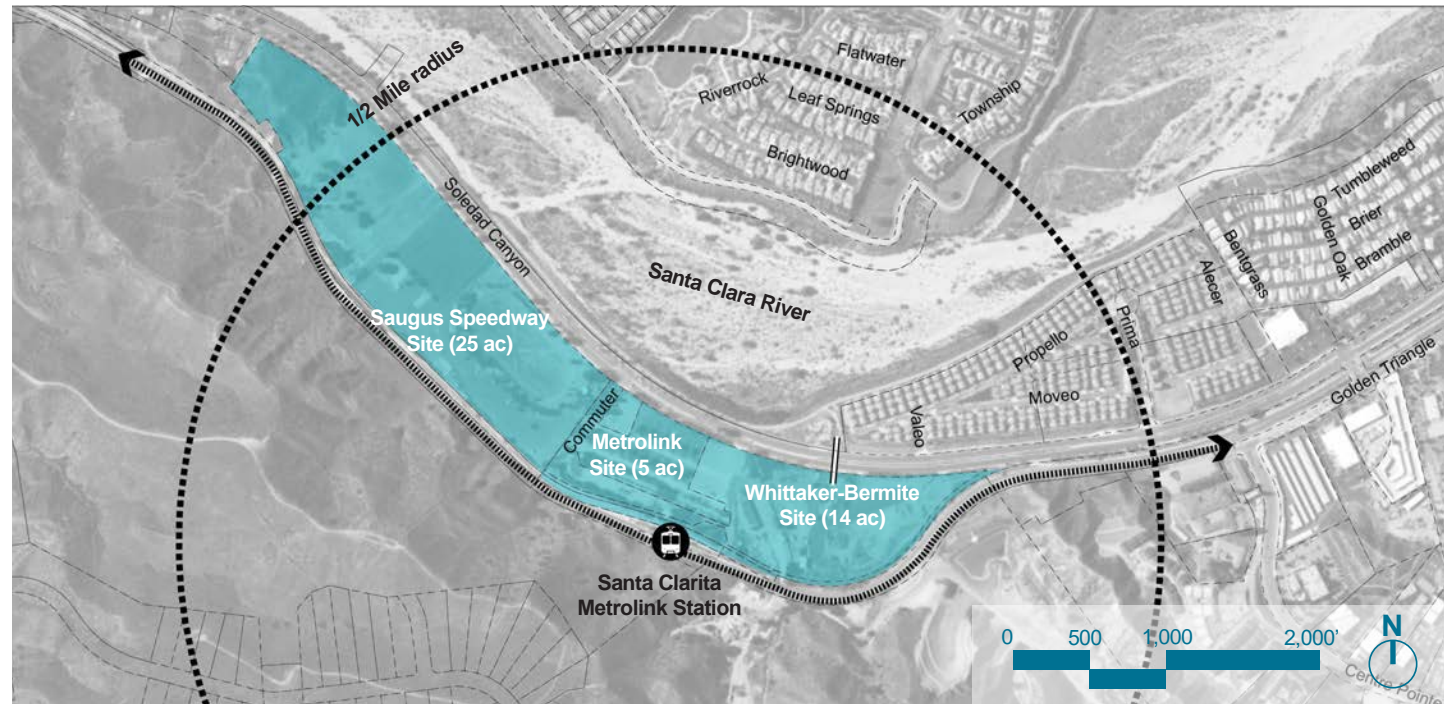 1/2 Mile radius
Flatwater
Riverrock
Leaf Springs
Township
Brightwood
Soledad Canyon
Santa Clara River
Tumbleweed
Golden Oak
Brier
Bramble
Bentgrass
Alecer
Prima
Propello
Moveo
Valeo
Golden Triangle
Saugus Speedway
Site (25 ac)
Commuter
Metrolink
Site (5 ac)
Whittaker-Bermite
Site (14 ac)
Santa Clarita
Metrolink Station
0 500 1,000 2,000'
N
Centre Pointe